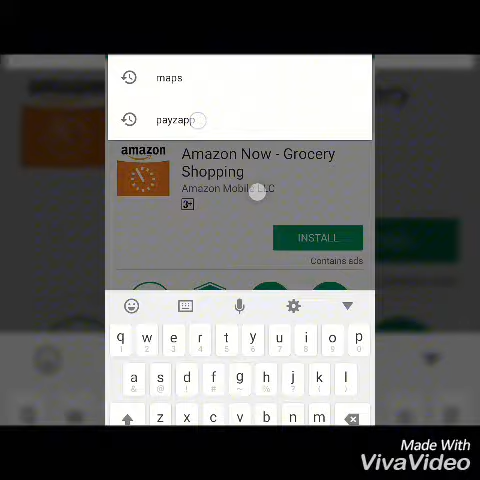 maps
payzapp
amazon
Amazon Now - Grocery
Shopping
Amazon Mobile LLC
3+
INSTALL
Contains ads
q w e r t y u i o p
1 2 3 4 5 6 7 8 9 0
a s d f g h j k l
@ ! # ~ % *
z x c v b n m
Made With
VivaVideo